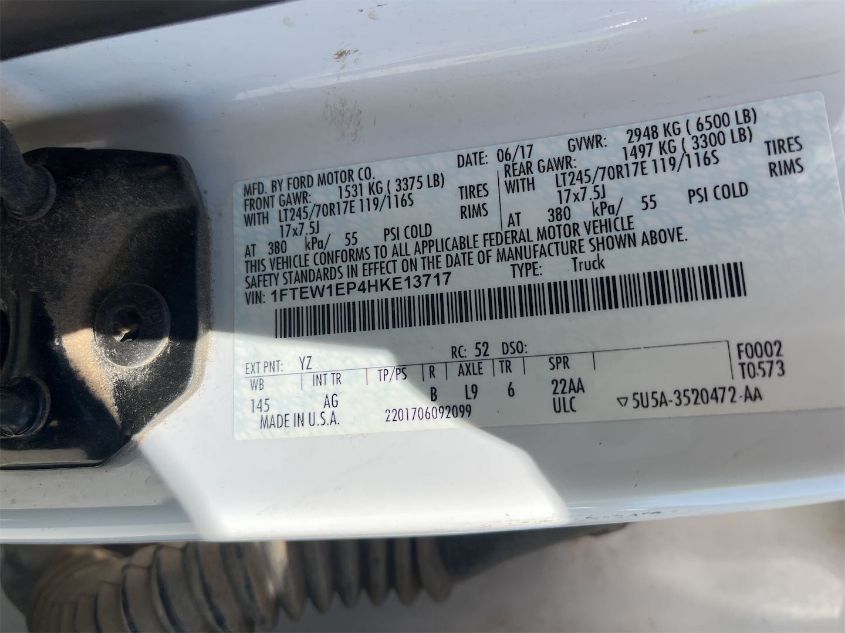 MFD. BY FORD MOTOR CO.
DATE: 06/17 GVWR: 2948 KG ( 6500 LB)
FRONT GAWR: 1531 KG ( 3375 LB)
REAR GAWR: 1497 KG ( 3300 LB)
WITH LT245/70R17E 119/116S TIRES
WITH LT245/70R17E 119/116S TIRES
17x7.5J RIMS
17x7.5J RIMS
AT 380 kPa/ 55 PSI COLD
AT 380 kPa/ 55 PSI COLD
THIS VEHICLE CONFORMS TO ALL APPLICABLE FEDERAL MOTOR VEHICLE
SAFETY STANDARDS IN EFFECT ON THE DATE OF MANUFACTURE SHOWN ABOVE.
VIN: 1FTEW1EP4HKE13717 TYPE: Truck
EXT PNT: YZ RC: 52 DSO: F0002
WB INT TR TP/PS R AXLE TR SPR T0573
145 AG B L9 6 22AA
ULC ▽5U5A-3520472-AA
MADE IN U.S.A. 2201706092099